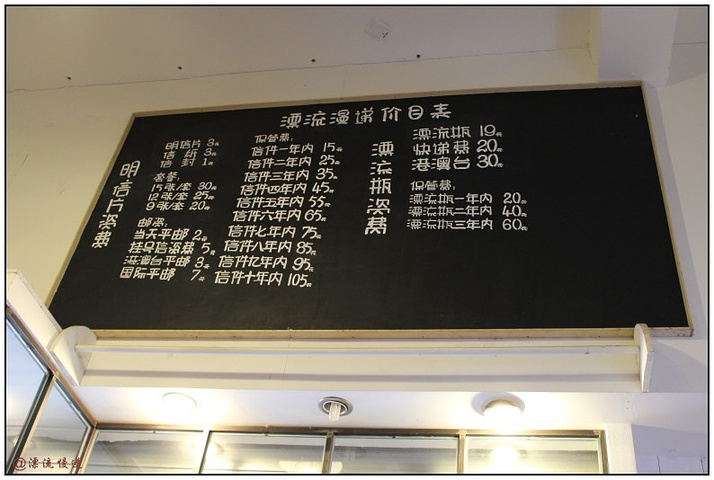 漂流漫递价目表
明信片资费
明信片 3元
信 纸 3元
信 封 1元
套餐:
15张/套 30元
12张/套 25元
9张/套 20元
邮资:
当天平邮 2元
挂号信资费 5元
港澳台平邮 3元
国际平邮 7元
保管费:
信件一年内 15元
信件二年内 25元
信件三年内 35元
信件四年内 45元
信件五年内 55元
信件六年内 65元
信件七年内 75元
信件八年内 85元
信件九年内 95元
信件十年内 105元
漂流瓶资费
漂流瓶 19元
快递费 20元
港澳台 30元
保管费:
漂流瓶一年内 20元
漂流瓶二年内 40元
漂流瓶三年内 60元
@漂流慢递